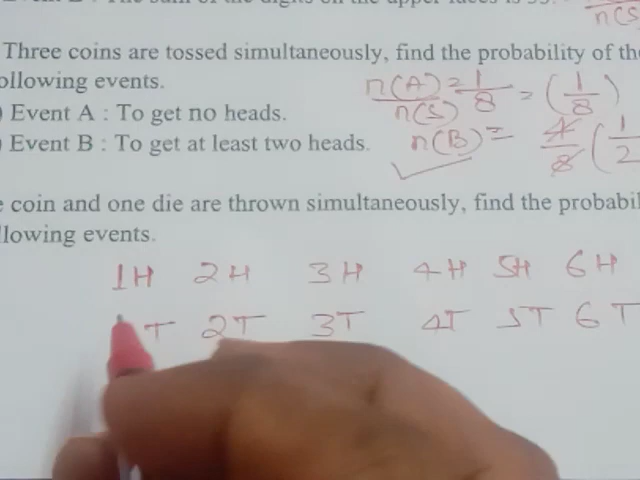 n(S)
Three coins are tossed simultaneously, find the probability of the
ollowing events.
n(A) = 1/8 = (1/8)
n(S)
) Event A : To get no heads.
) Event B : To get at least two heads.
n(B) = 4/8 (1/2
e coin and one die are thrown simultaneously, find the probabil
llowing events.
1H 2H 3H 4H 5H 6H
T 2T 3T 4T 5T 6T